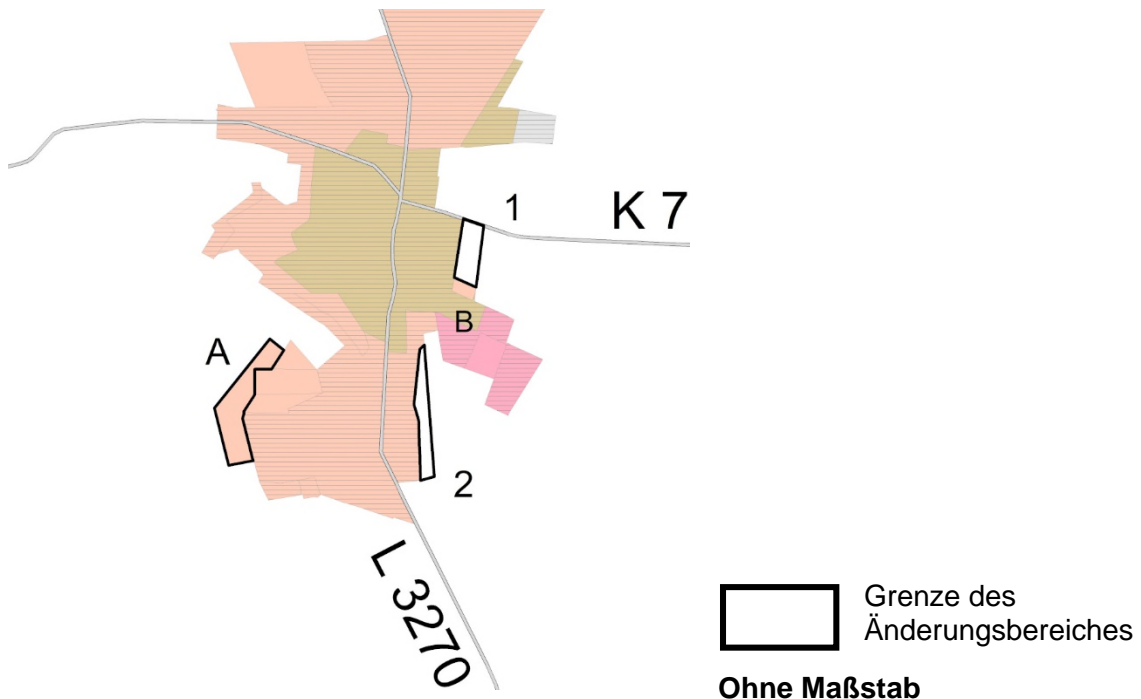 1
K 7
B
A
2
L 3270
Grenze des
Änderungsbereiches
Ohne Maßstab